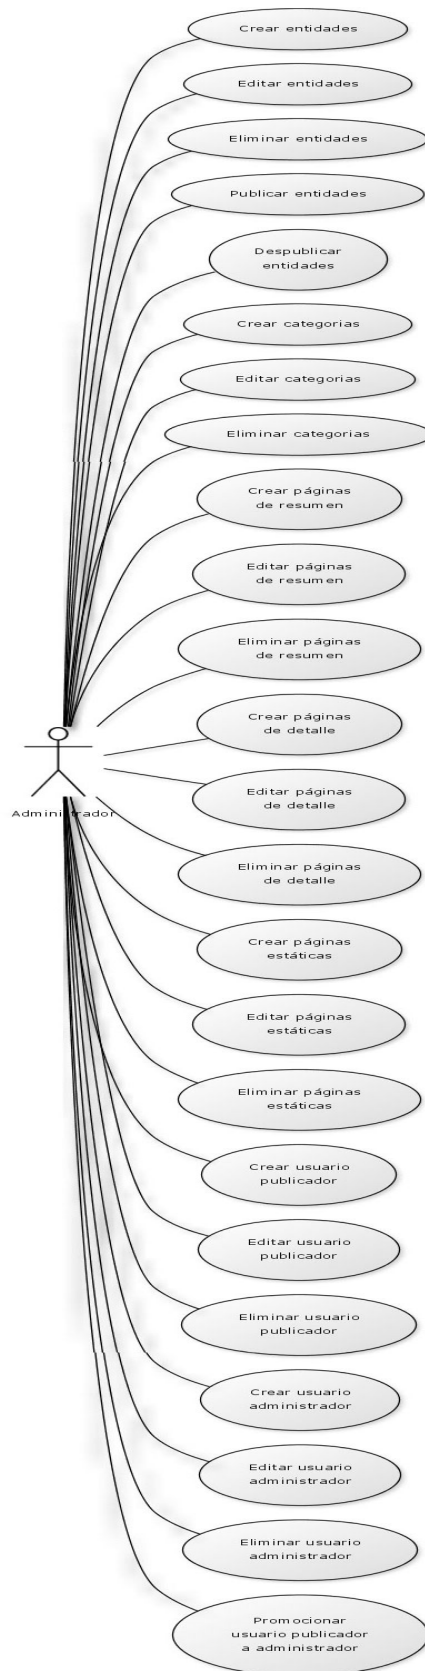 Crear entidades
Editar entidades
Eliminar entidades
Publicar entidades
Despublicar
entidades
Crear categorias
Editar categorias
Eliminar categorias
Crear páginas
de resumen
Editar páginas
de resumen
Eliminar páginas
de resumen
Crear páginas
de detalle
Editar páginas
de detalle
Administrador
Eliminar páginas
de detalle
Crear páginas
estáticas
Editar páginas
estáticas
Eliminar páginas
estáticas
Crear usuario
publicador
Editar usuario
publicador
Eliminar usuario
publicador
Crear usuario
administrador
Editar usuario
administrador
Eliminar usuario
administrador
Promocionar
usuario publicador
a administrador